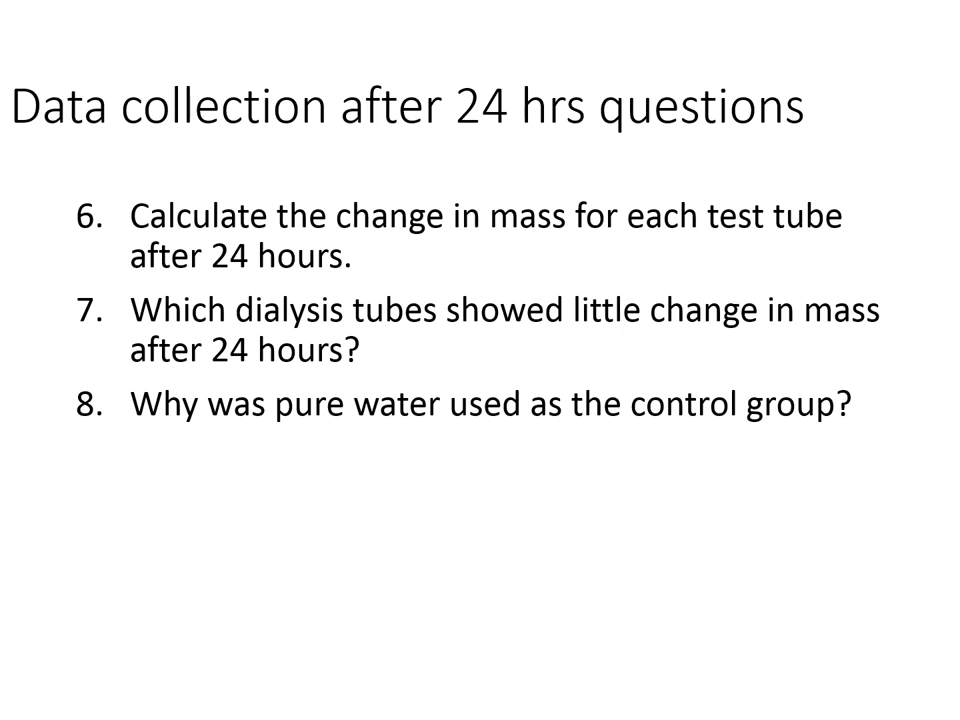 Data collection after 24 hrs questions
6. Calculate the change in mass for each test tube
after 24 hours.
7. Which dialysis tubes showed little change in mass
after 24 hours?
8. Why was pure water used as the control group?